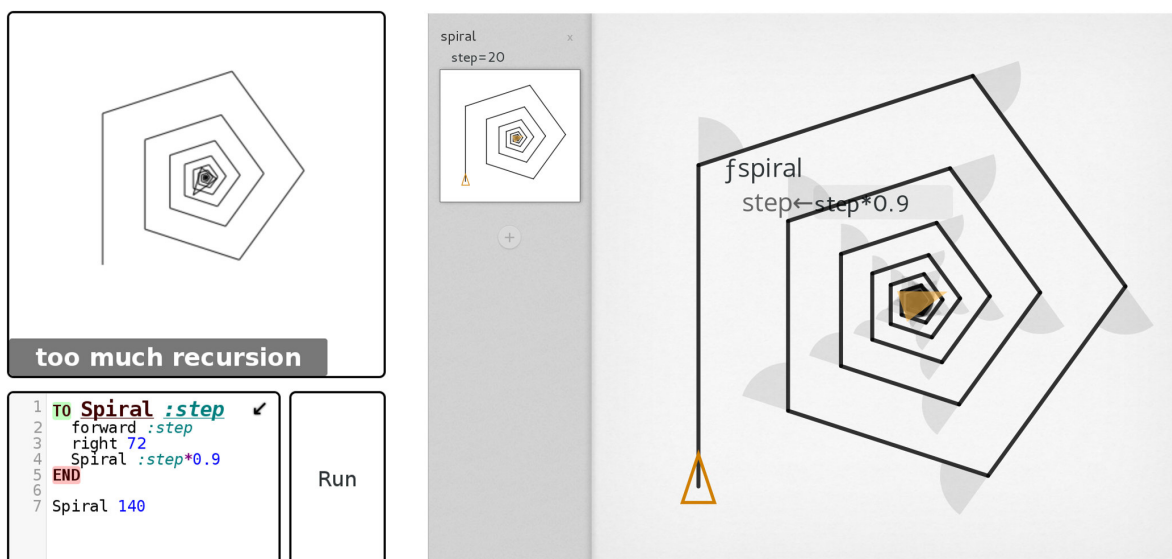 too much recursion
1 TO Spiral :step ↙
2 forward :step
3 right 72
4 Spiral :step*0.9
5 END
6
7 Spiral 140
Run
spiral x
step=20
+
ƒspiral
step←step*0.9